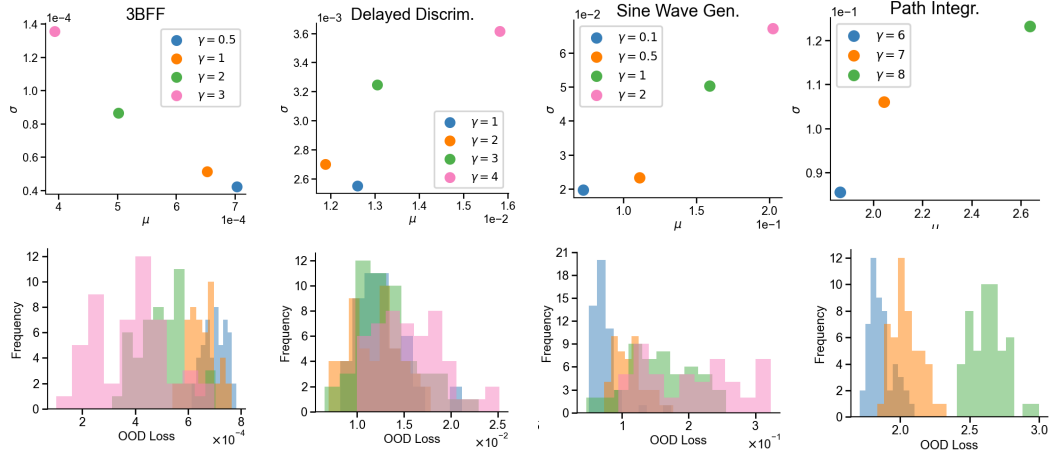 3BFF
Delayed Discrim.
Sine Wave Gen.
Path Integr.
1e−4
1.4
1.2
1.0
0.8
0.6
0.4
σ
γ = 0.5
γ = 1
γ = 2
γ = 3
4 5 6 7
1e−4
μ
1e−3
3.6
3.4
3.2
3.0
2.8
2.6
σ
γ = 1
γ = 2
γ = 3
γ = 4
1.2 1.3 1.4 1.5 1.6
1e−2
μ
1e−2
6
5
4
3
2
σ
γ = 0.1
γ = 0.5
γ = 1
γ = 2
1.0 1.5 2.0
1e−1
μ
1e−1
1.2
1.1
1.0
0.9
σ
γ = 6
γ = 7
γ = 8
2.0 2.2 2.4 2.6
12
10
8
6
4
2
0
Frequency
2 4 6 8
OOD Loss
×10⁻⁴
12
10
8
6
4
2
0
Frequency
1.0 1.5 2.0 2.5
OOD Loss
×10⁻²
21
18
15
12
9
6
3
0
Frequency
1 2 3
OOD Loss
×10⁻¹
12
10
8
6
4
2
0
Frequency
2.0 2.5 3.0
OOD Loss